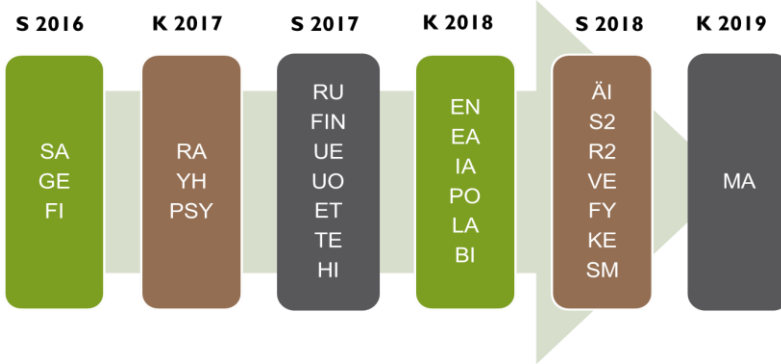 S 2016
K 2017
S 2017
K 2018
S 2018
K 2019
SA
GE
FI
RA
YH
PSY
RU
FIN
UE
UO
ET
TE
HI
EN
EA
IA
PO
LA
BI
ÄI
S2
R2
VE
FY
KE
SM
MA